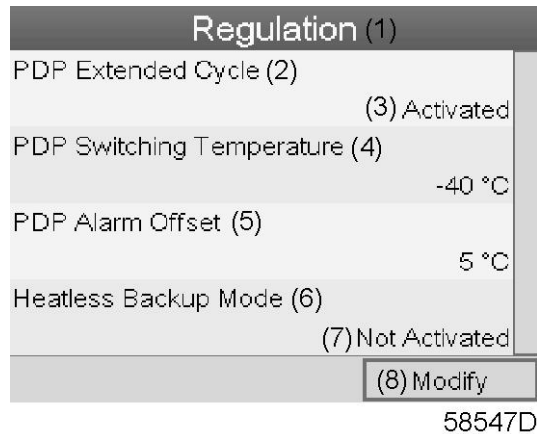 Regulation (1)
PDP Extended Cycle (2)
(3) Activated
PDP Switching Temperature (4)
-40 °C
PDP Alarm Offset (5)
5 °C
Heatless Backup Mode (6)
(7) Not Activated
(8) Modify
58547D